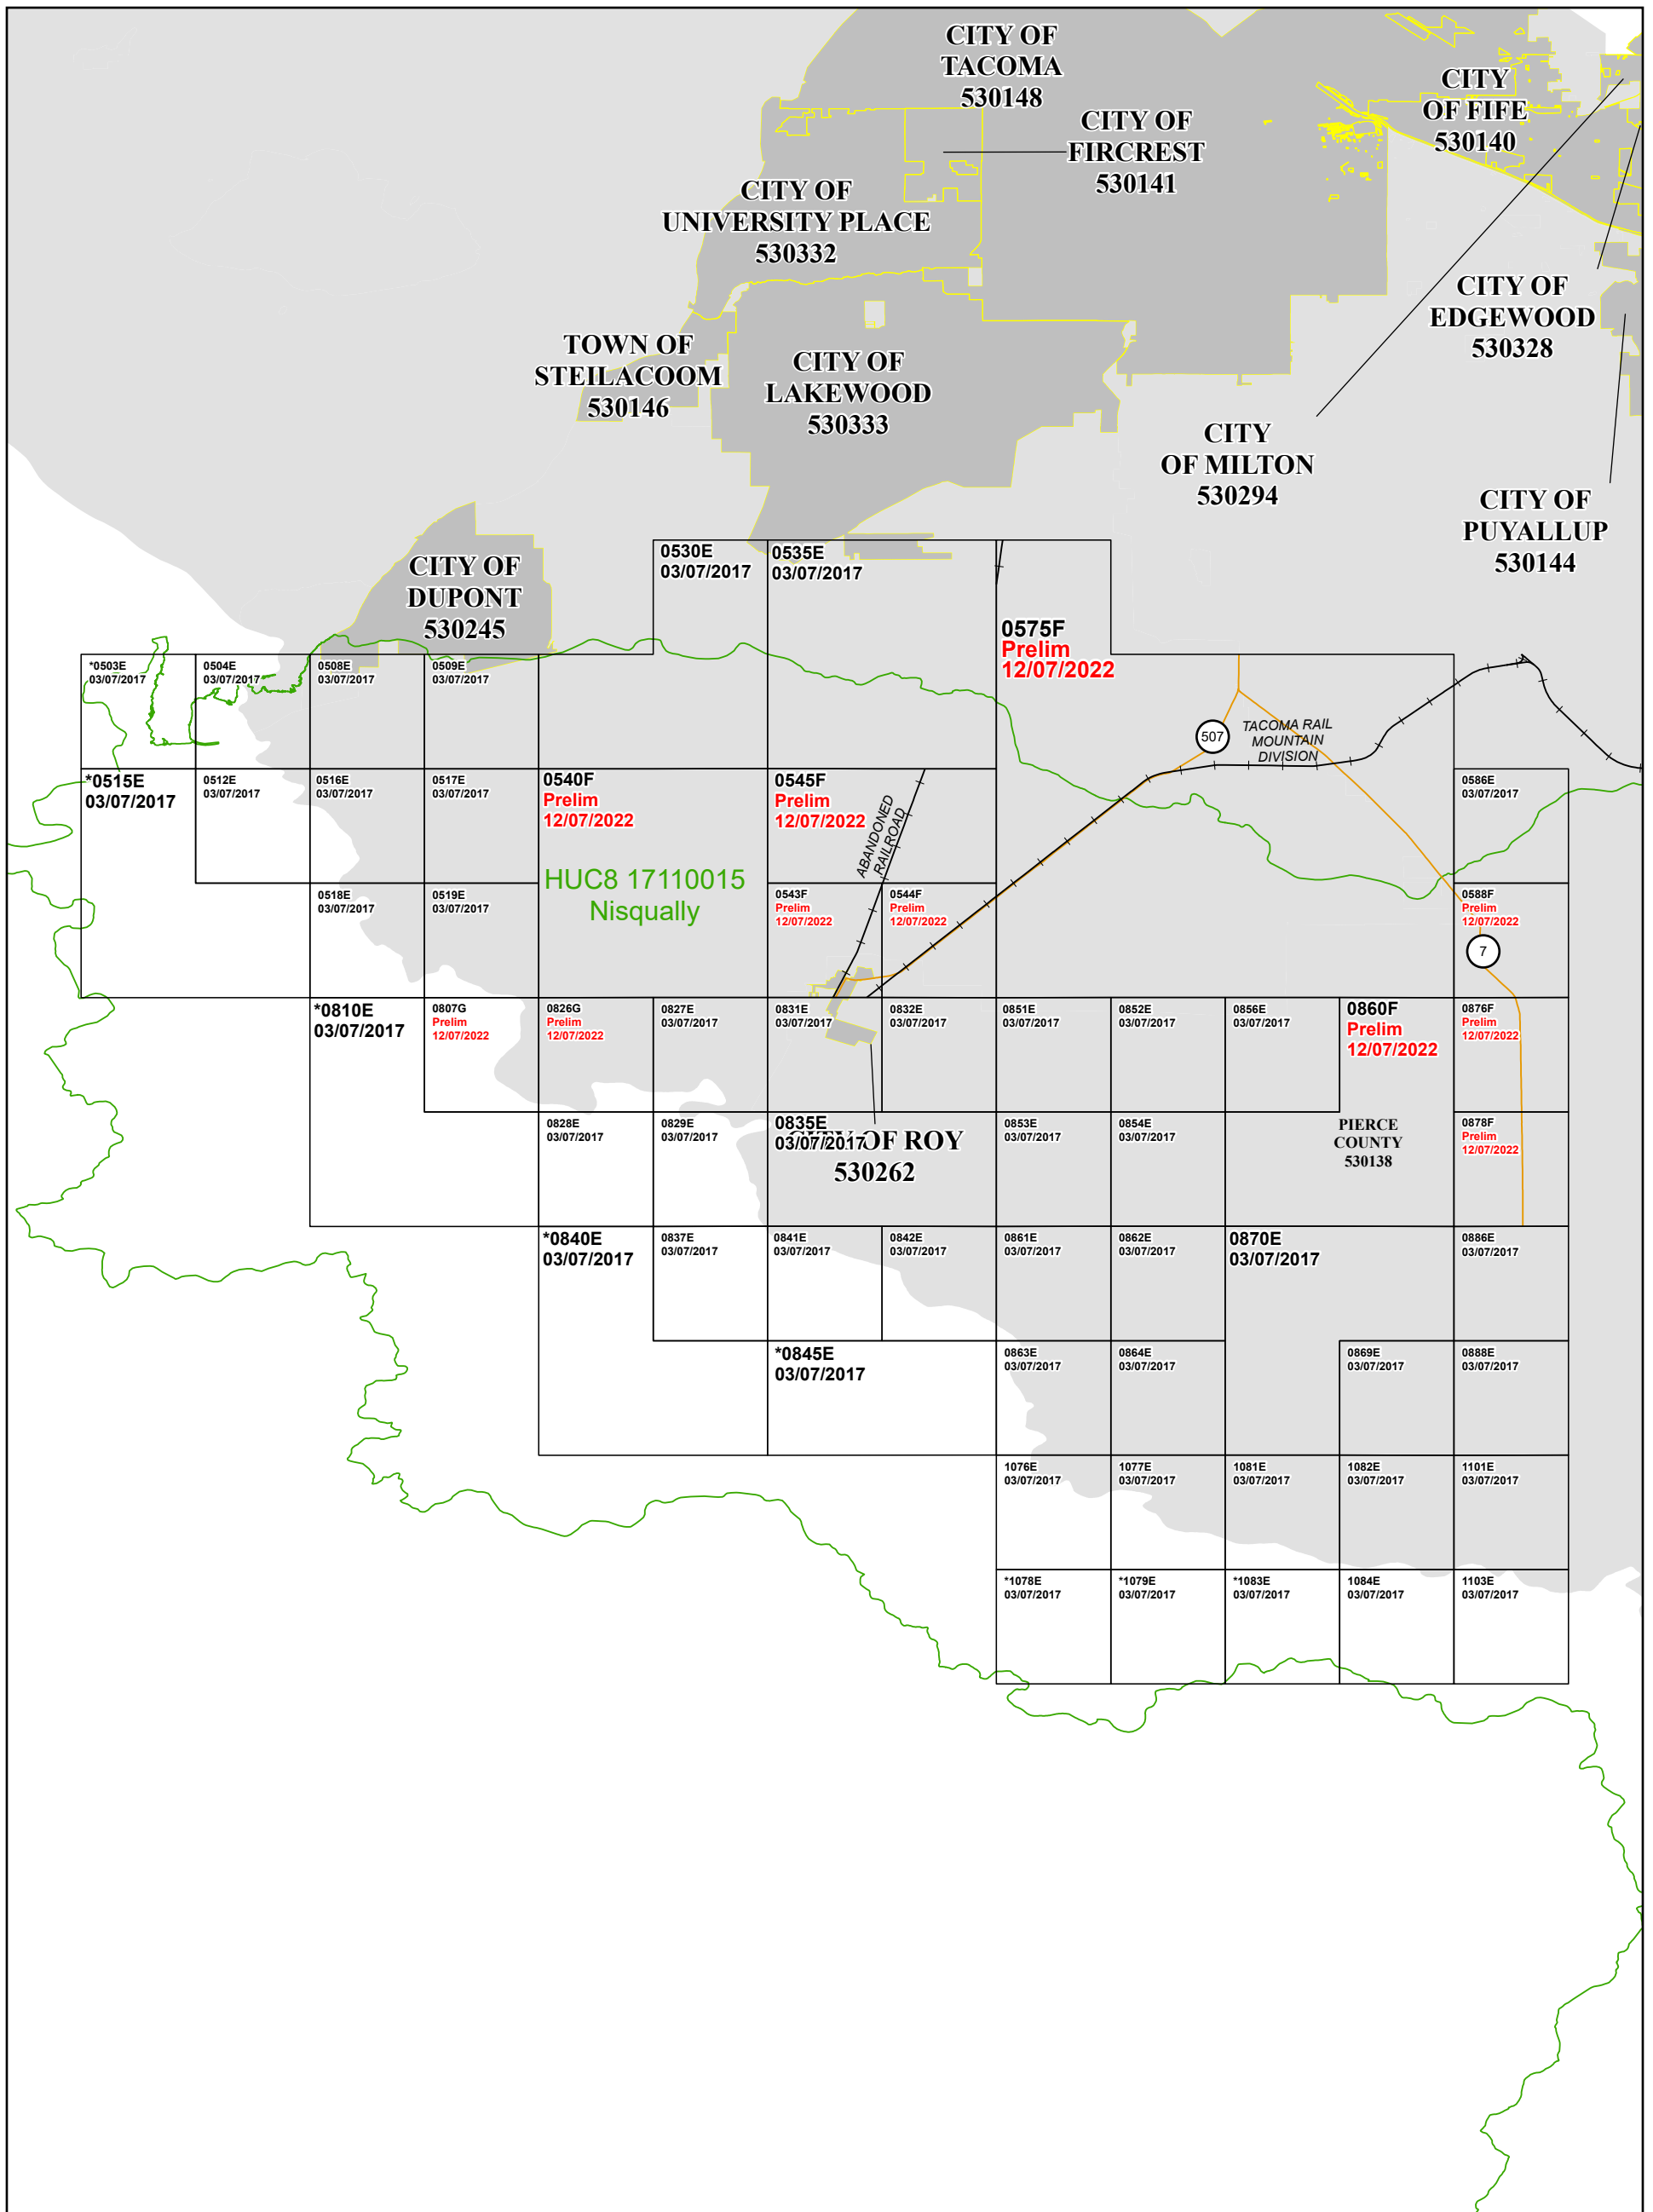 CITY OF
TACOMA
530148
CITY OF
FIRCREST
530141
CITY
OF FIFE
530140
CITY OF
UNIVERSITY PLACE
530332
CITY OF
EDGEWOOD
530328
TOWN OF
STEILACOOM
530146
CITY OF
LAKEWOOD
530333
CITY
OF MILTON
530294
CITY OF
PUYALLUP
530144
CITY OF
DUPONT
530245
0530E
03/07/2017
0535E
03/07/2017
0575F
Prelim
12/07/2022
*0503E
03/07/2017
0504E
03/07/2017
0508E
03/07/2017
0509E
03/07/2017
507
TACOMA RAIL
MOUNTAIN
DIVISION
*0515E
03/07/2017
0512E
03/07/2017
0516E
03/07/2017
0517E
03/07/2017
0540F
Prelim
12/07/2022
0545F
Prelim
12/07/2022
ABANDONED
RAILROAD
0586E
03/07/2017
HUC8 17110015
Nisqually
0518E
03/07/2017
0519E
03/07/2017
0543F
Prelim
12/07/2022
0544F
Prelim
12/07/2022
0588F
Prelim
12/07/2022
7
*0810E
03/07/2017
0807G
Prelim
12/07/2022
0826G
Prelim
12/07/2022
0827E
03/07/2017
0831E
03/07/2017
0832E
03/07/2017
0851E
03/07/2017
0852E
03/07/2017
0856E
03/07/2017
0860F
Prelim
12/07/2022
0876F
Prelim
12/07/2022
0828E
03/07/2017
0829E
03/07/2017
0835E
03/07/2017
CITY OF ROY
530262
0853E
03/07/2017
0854E
03/07/2017
PIERCE
COUNTY
530138
0878F
Prelim
12/07/2022
*0840E
03/07/2017
0837E
03/07/2017
0841E
03/07/2017
0842E
03/07/2017
0861E
03/07/2017
0862E
03/07/2017
0870E
03/07/2017
0886E
03/07/2017
*0845E
03/07/2017
0863E
03/07/2017
0864E
03/07/2017
0869E
03/07/2017
0888E
03/07/2017
1076E
03/07/2017
1077E
03/07/2017
1081E
03/07/2017
1082E
03/07/2017
1101E
03/07/2017
*1078E
03/07/2017
*1079E
03/07/2017
*1083E
03/07/2017
1084E
03/07/2017
1103E
03/07/2017